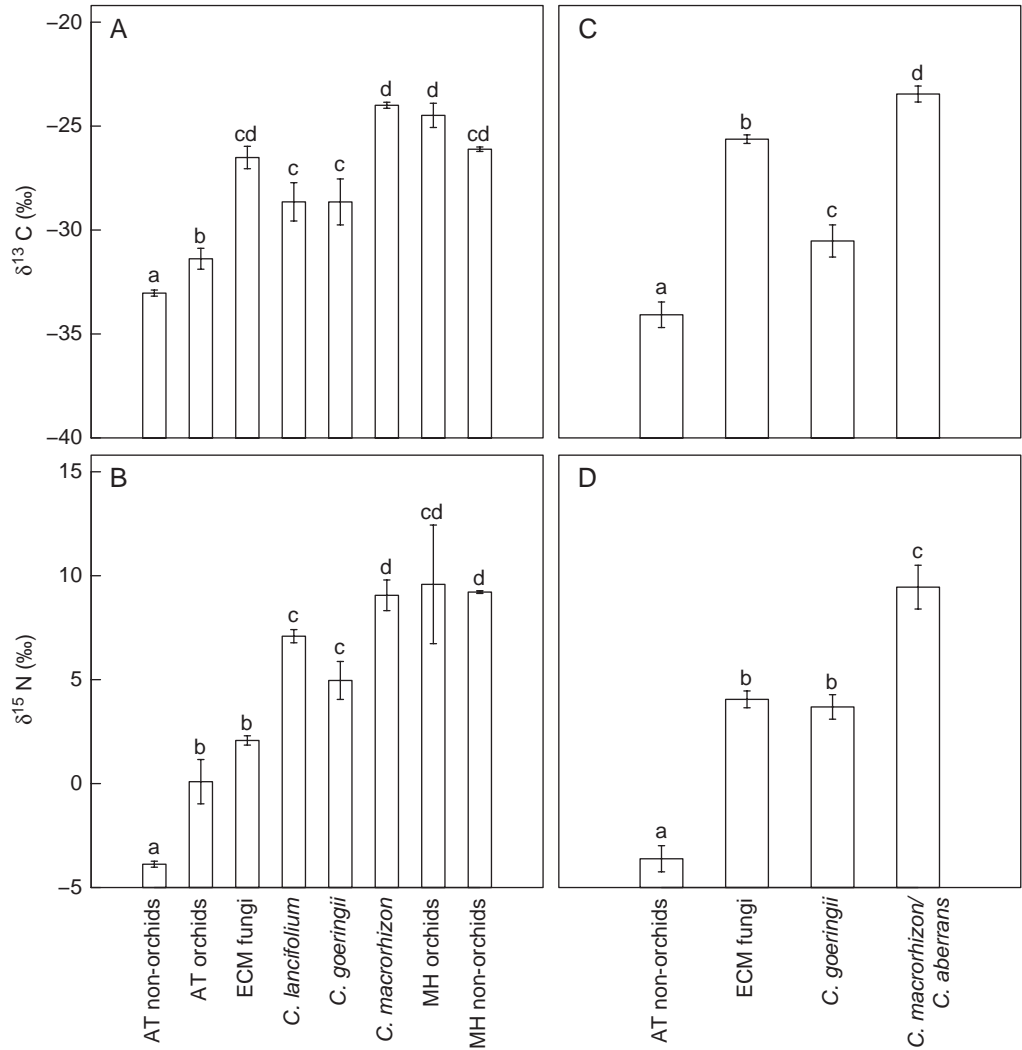 A
C
−20
−25
−30
−35
−40
δ13 C (‰)
a
b
cd
c
c
d
d
cd
a
b
c
d
B
D
15
10
5
0
−5
δ15 N (‰)
a
b
b
c
c
d
cd
d
a
b
b
c
AT non-orchids
AT orchids
ECM fungi
C. lancifolium
C. goeringii
C. macrorhizon
MH orchids
MH non-orchids
AT non-orchids
ECM fungi
C. goeringii
C. macrorhizon/
C. aberrans